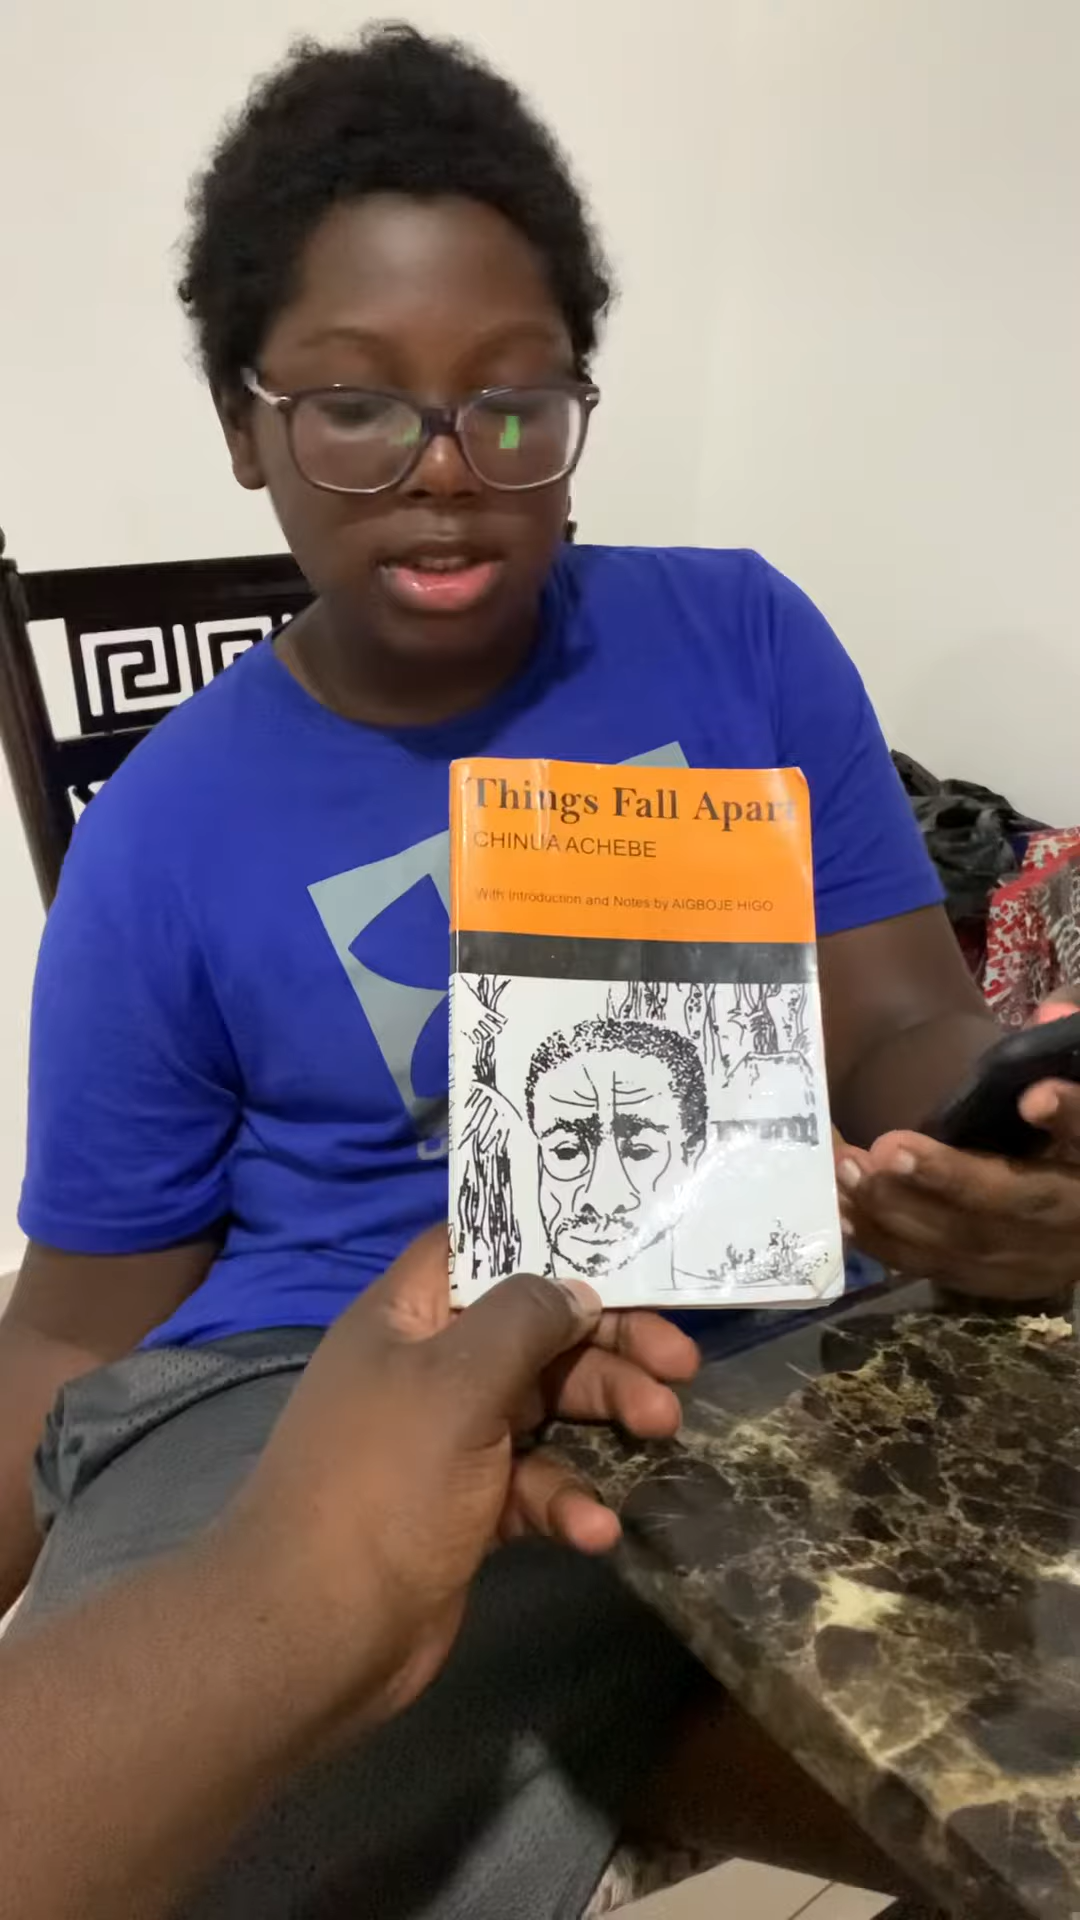 Things Fall Apart
CHINUA ACHEBE
With Introduction and Notes by AIGBOJE HIGO